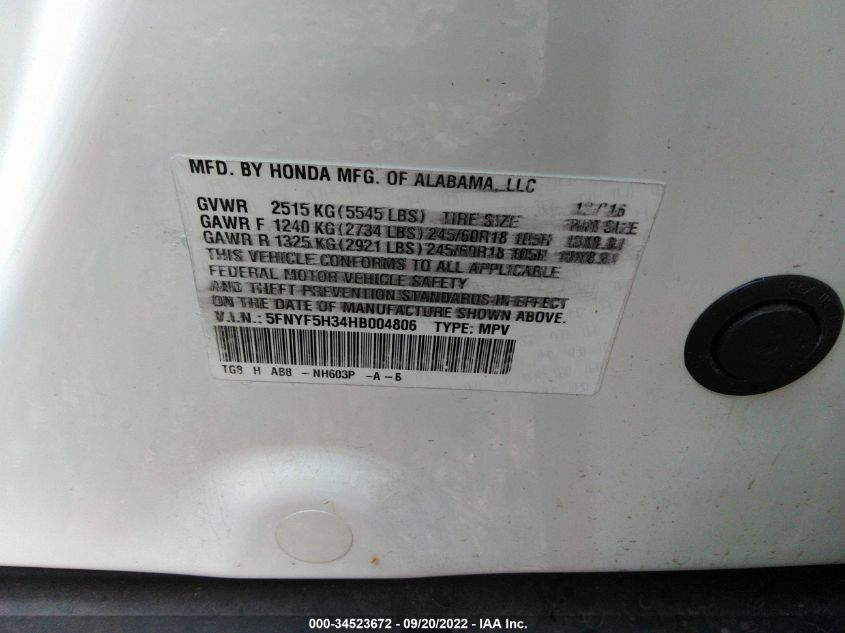 MFD. BY HONDA MFG. OF ALABAMA, LLC
GVWR 2515 KG (5545 LBS) TIRE SIZE RIM SIZE
GAWR F 1240 KG (2734 LBS) 245/60R18 105H
GAWR R 1325 KG (2921 LBS) 245/60R18 105H
THIS VEHICLE CONFORMS TO ALL APPLICABLE
FEDERAL MOTOR VEHICLE SAFETY
AND THEFT PREVENTION STANDARDS IN EFFECT
ON THE DATE OF MANUFACTURE SHOWN ABOVE.
V.I.N.: 5FNYF5H34HB004806 TYPE: MPV
TG8 H AB8 - NH603P -A-
000-34523672 - 09/20/2022 - IAA Inc.